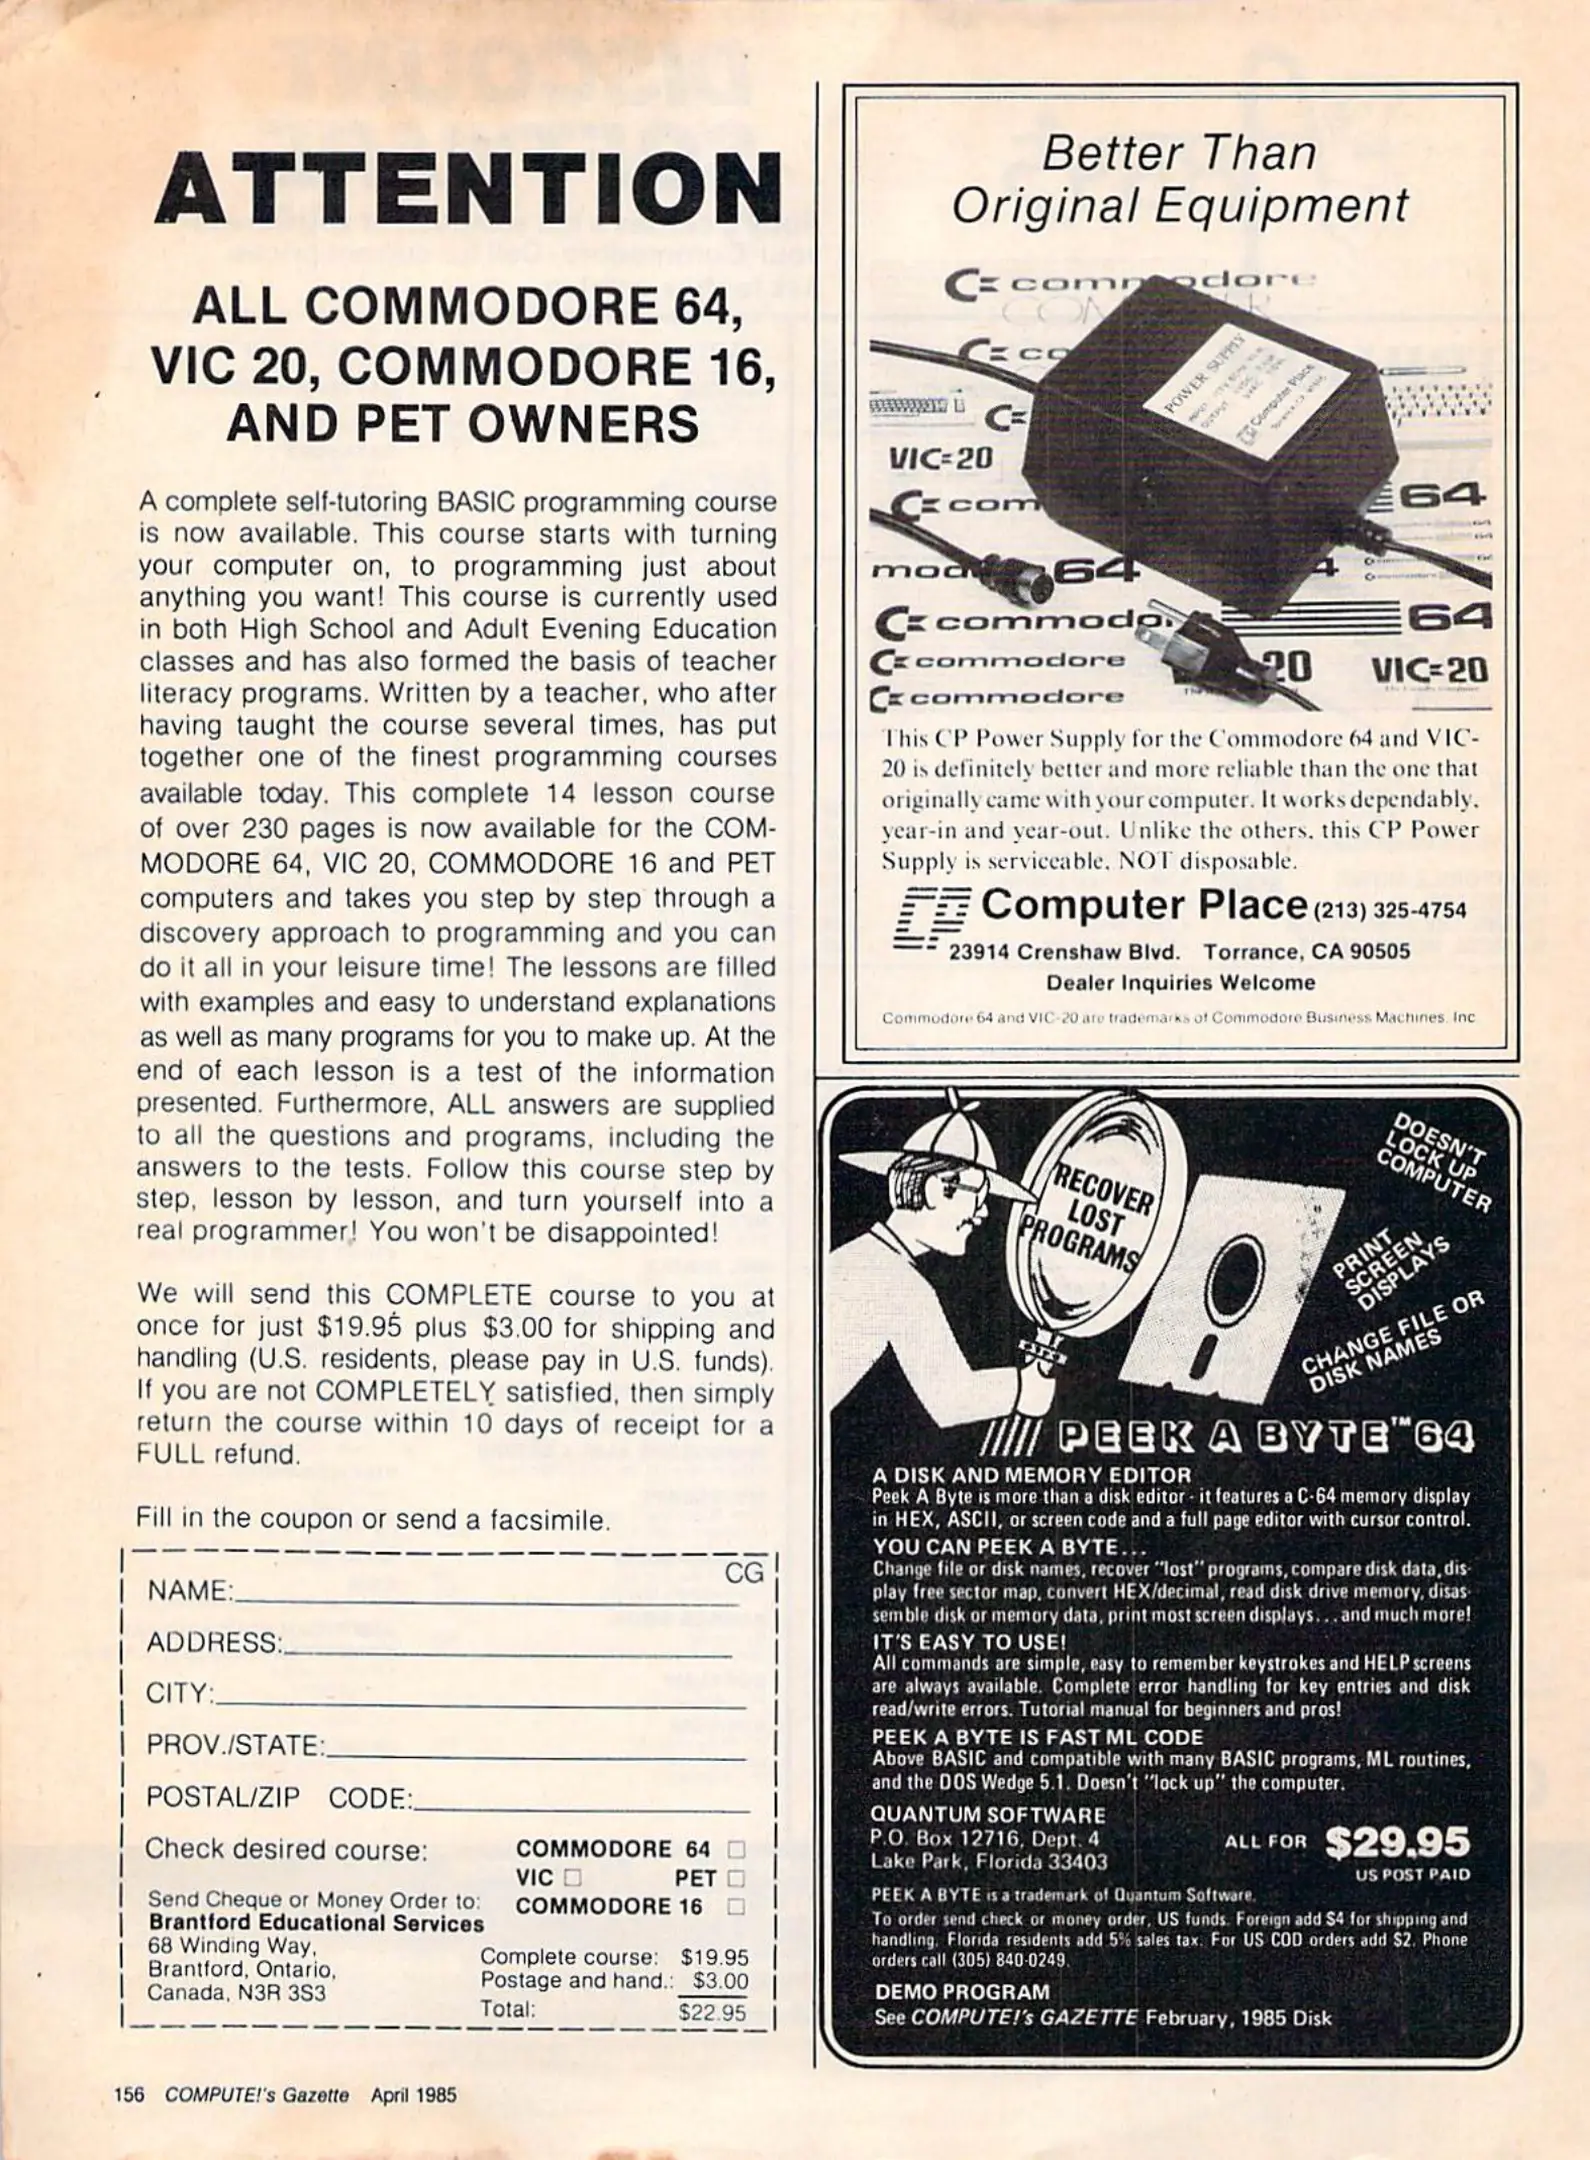 ATTENTION
ALL COMMODORE 64,
VIC 20, COMMODORE 16,
AND PET OWNERS
A complete self-tutoring BASIC programming course
is now available. This course starts with turning
your computer on, to programming just about
anything you want! This course is currently used
in both High School and Adult Evening Education
classes and has also formed the basis of teacher
literacy programs. Written by a teacher, who after
having taught the course several times, has put
together one of the finest programming courses
available today. This complete 14 lesson course
of over 230 pages is now available for the COM-
MODORE 64, VIC 20, COMMODORE 16 and PET
computers and takes you step by step through a
discovery approach to programming and you can
do it all in your leisure time! The lessons are filled
with examples and easy to understand explanations
as well as many programs for you to make up. At the
end of each lesson is a test of the information
presented. Furthermore, ALL answers are supplied
to all the questions and programs, including the
answers to the tests. Follow this course step by
step, lesson by lesson, and turn yourself into a
real programmer! You won't be disappointed!
We will send this COMPLETE course to you at
once for just $19.95 plus $3.00 for shipping and
handling (U.S. residents, please pay in U.S. funds).
If you are not COMPLETELY satisfied, then simply
return the course within 10 days of receipt for a
FULL refund.
Fill in the coupon or send a facsimile.
CG
NAME:
ADDRESS:
CITY:
PROV./STATE:
POSTAL/ZIP CODE:
Check desired course:
COMMODORE 64
VIC PET
COMMODORE 16
Send Cheque or Money Order to:
Brantford Educational Services
68 Winding Way,
Brantford, Ontario,
Canada, N3R 3S3
Complete course: $19.95
Postage and hand.: $3.00
Total: $22.95
156 COMPUTE!'s Gazette April 1985
Better Than
Original Equipment
commodore
VIC-20
com
64
64
commodo
64
commodore
20
VIC-20
commodore
POWER SUPPLY
Computer Place
This CP Power Supply for the Commodore 64 and VIC-
20 is definitely better and more reliable than the one that
originally came with your computer. It works dependably,
year-in and year-out. Unlike the others, this CP Power
Supply is serviceable, NOT disposable.
CP Computer Place (213) 325-4754
23914 Crenshaw Blvd. Torrance, CA 90505
Dealer Inquiries Welcome
Commodore 64 and VIC-20 are trademarks of Commodore Business Machines, Inc
RECOVER
LOST
PROGRAMS
DOESN'T
LOCK UP
COMPUTER
PRINT
SCREEN
DISPLAYS
CHANGE FILE OR
DISK NAMES
PEEK A BYTE™64
A DISK AND MEMORY EDITOR
Peek A Byte is more than a disk editor - it features a C-64 memory display
in HEX, ASCII, or screen code and a full page editor with cursor control.
YOU CAN PEEK A BYTE...
Change file or disk names, recover "lost" programs, compare disk data, dis-
play free sector map, convert HEX/decimal, read disk drive memory, disas-
semble disk or memory data, print most screen displays... and much more!
IT'S EASY TO USE!
All commands are simple, easy to remember keystrokes and HELP screens
are always available. Complete error handling for key entries and disk
read/write errors. Tutorial manual for beginners and pros!
PEEK A BYTE IS FAST ML CODE
Above BASIC and compatible with many BASIC programs, ML routines,
and the DOS Wedge 5.1. Doesn't "lock up" the computer.
QUANTUM SOFTWARE
P.O. Box 12716, Dept. 4
Lake Park, Florida 33403
ALL FOR $29.95
US POST PAID
PEEK A BYTE is a trademark of Quantum Software.
To order send check or money order, US funds. Foreign add $4 for shipping and
handling. Florida residents add 5% sales tax. For US COD orders add $2. Phone
orders call (305) 840-0249.
DEMO PROGRAM
See COMPUTE!'s GAZETTE February, 1985 Disk